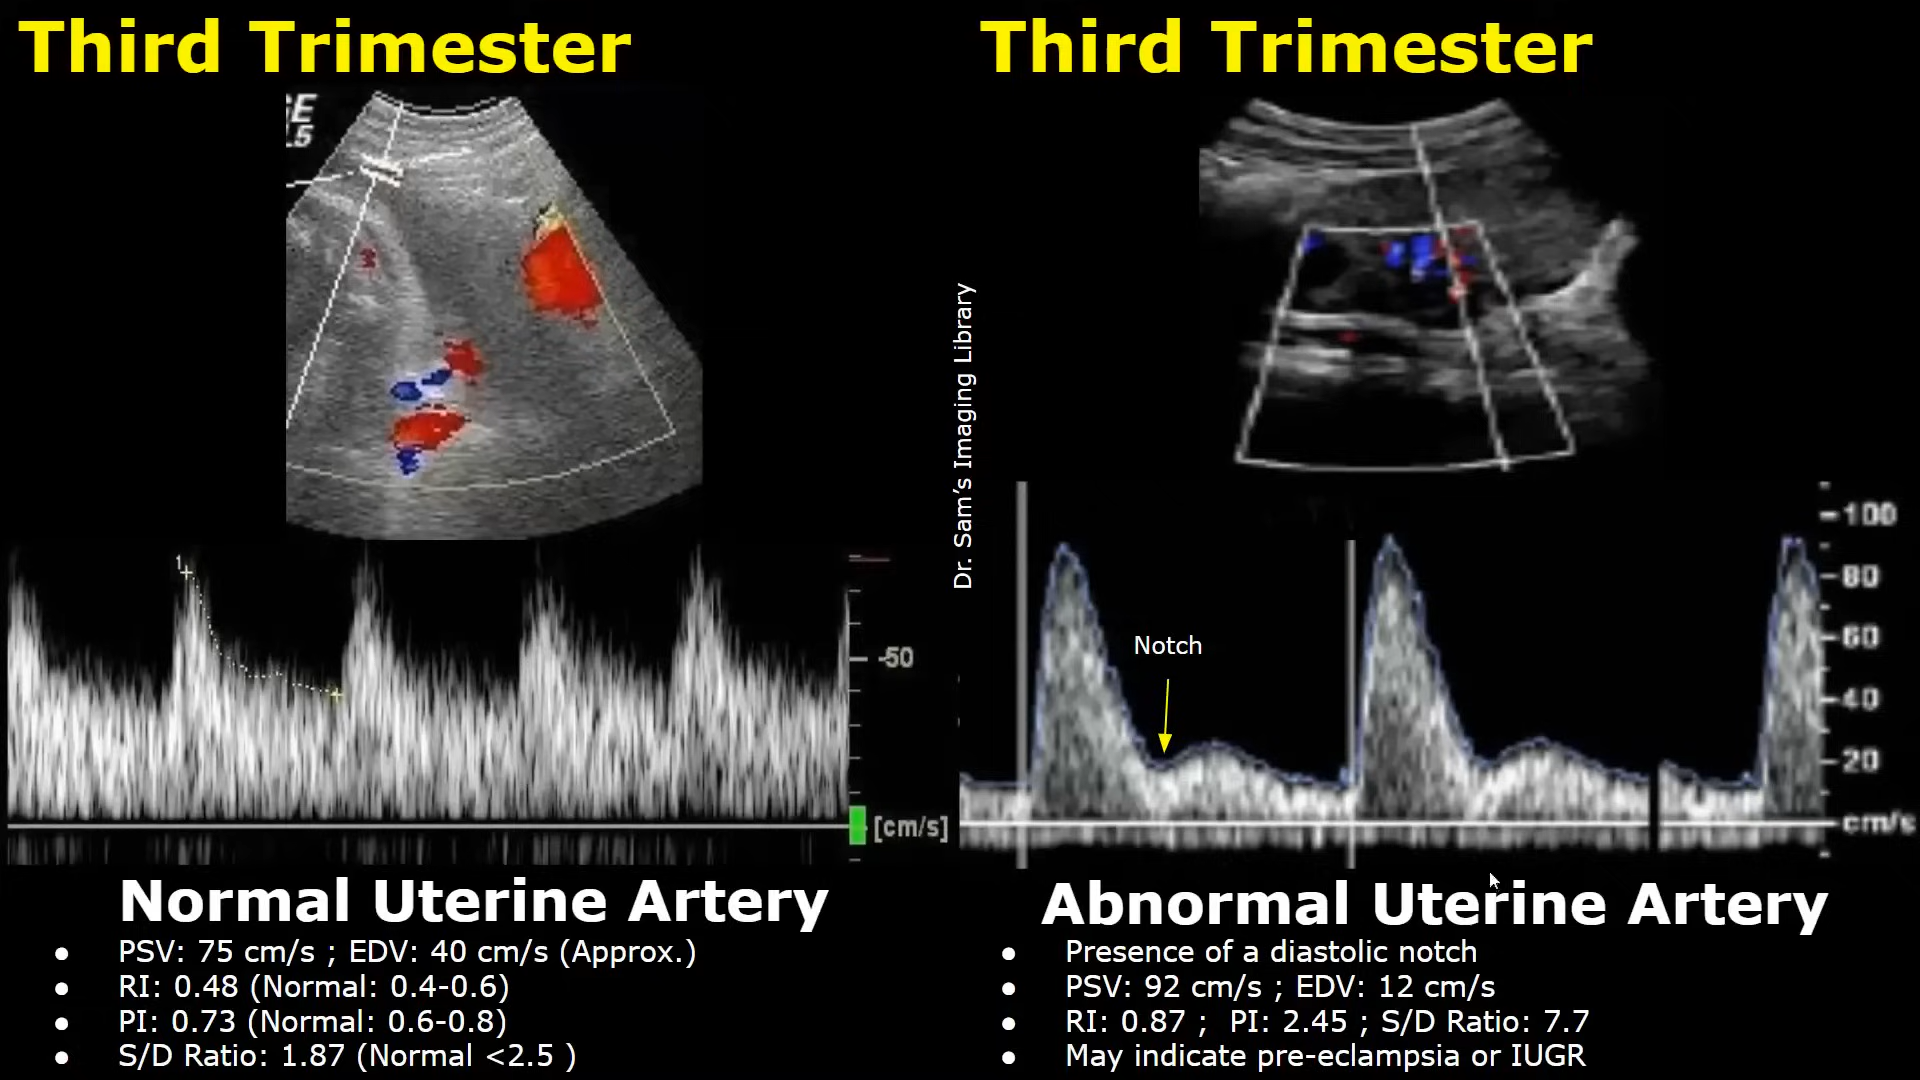 Third Trimester
GE
.5
1
-50
[cm/s]
Normal Uterine Artery
● PSV: 75 cm/s ; EDV: 40 cm/s (Approx.)
● RI: 0.48 (Normal: 0.4-0.6)
● PI: 0.73 (Normal: 0.6-0.8)
● S/D Ratio: 1.87 (Normal <2.5 )
Dr. Sam’s Imaging Library
Third Trimester
Notch
100
80
60
40
20
cm/s
Abnormal Uterine Artery
● Presence of a diastolic notch
● PSV: 92 cm/s ; EDV: 12 cm/s
● RI: 0.87 ; PI: 2.45 ; S/D Ratio: 7.7
● May indicate pre-eclampsia or IUGR